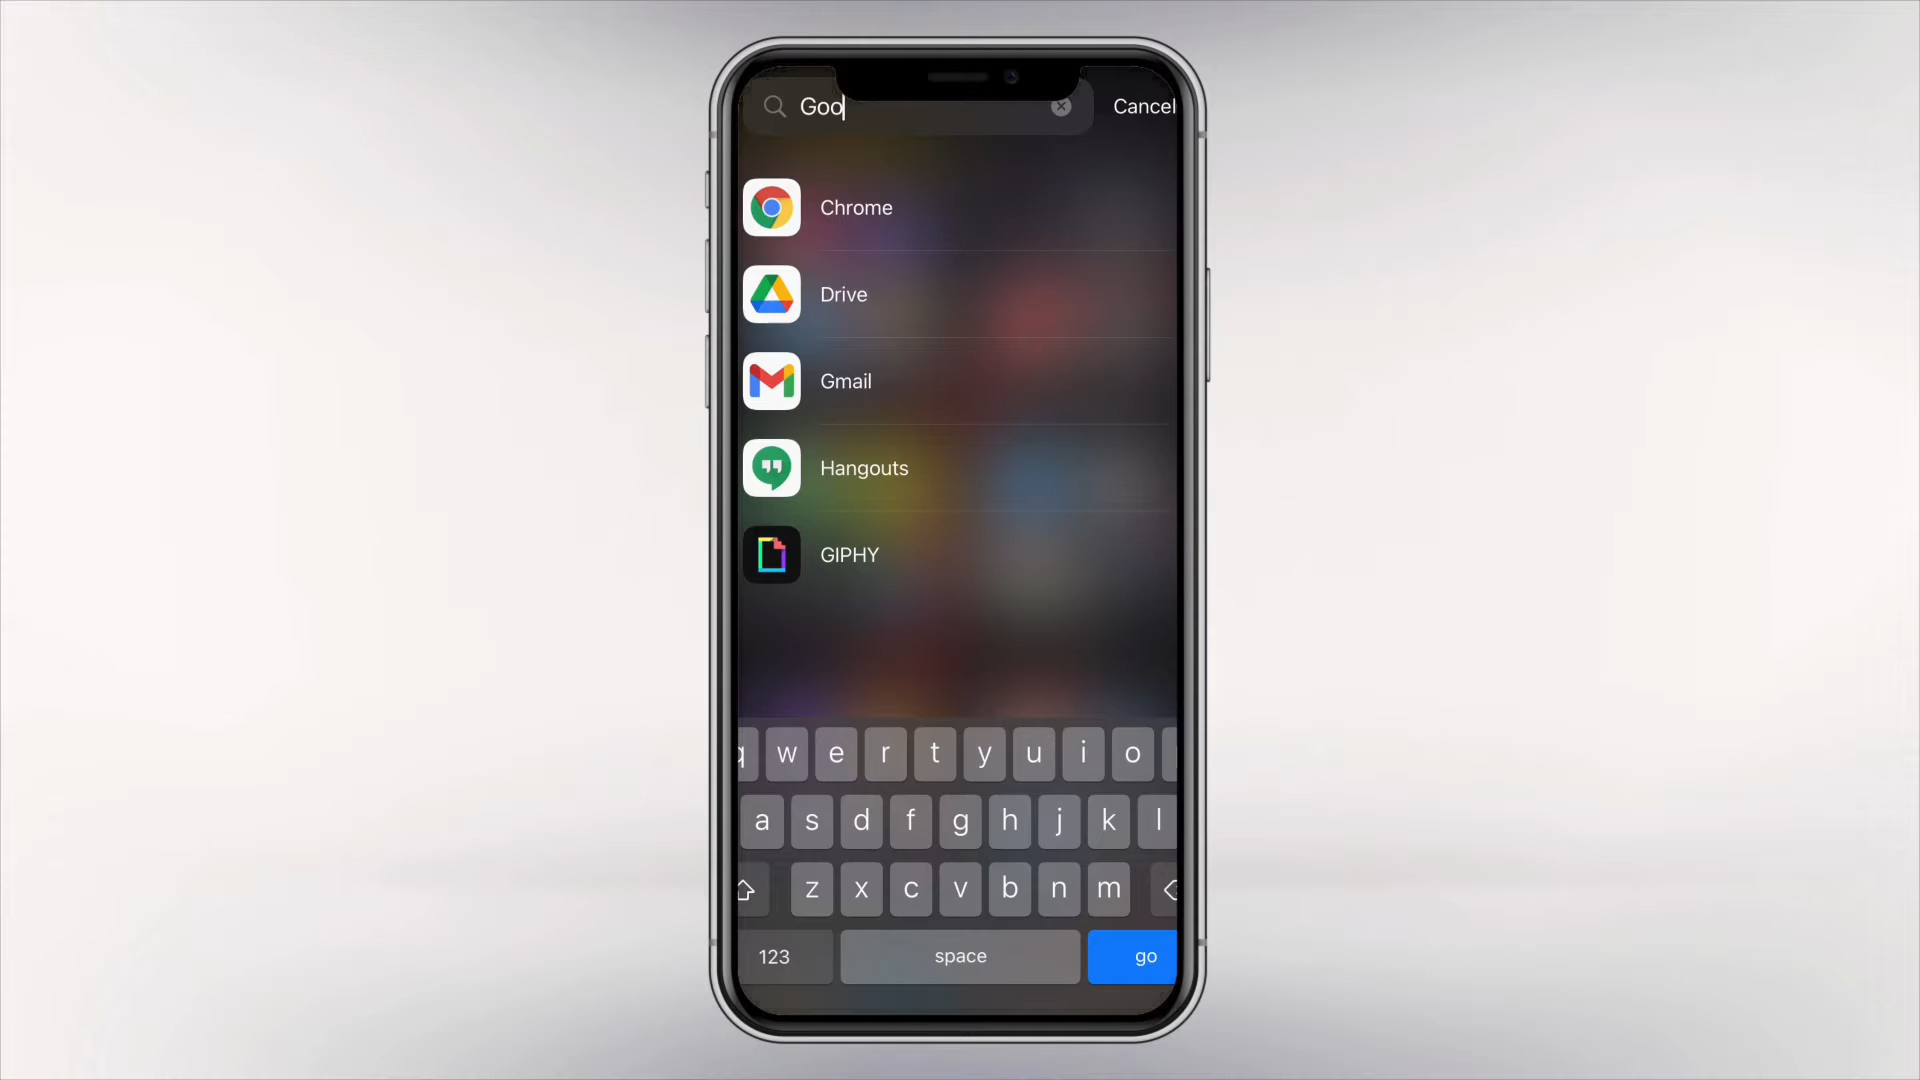 Goo
Cancel
Chrome
Drive
Gmail
Hangouts
GIPHY
q w e r t y u i o
a s d f g h j k l
z x c v b n m
123 space go